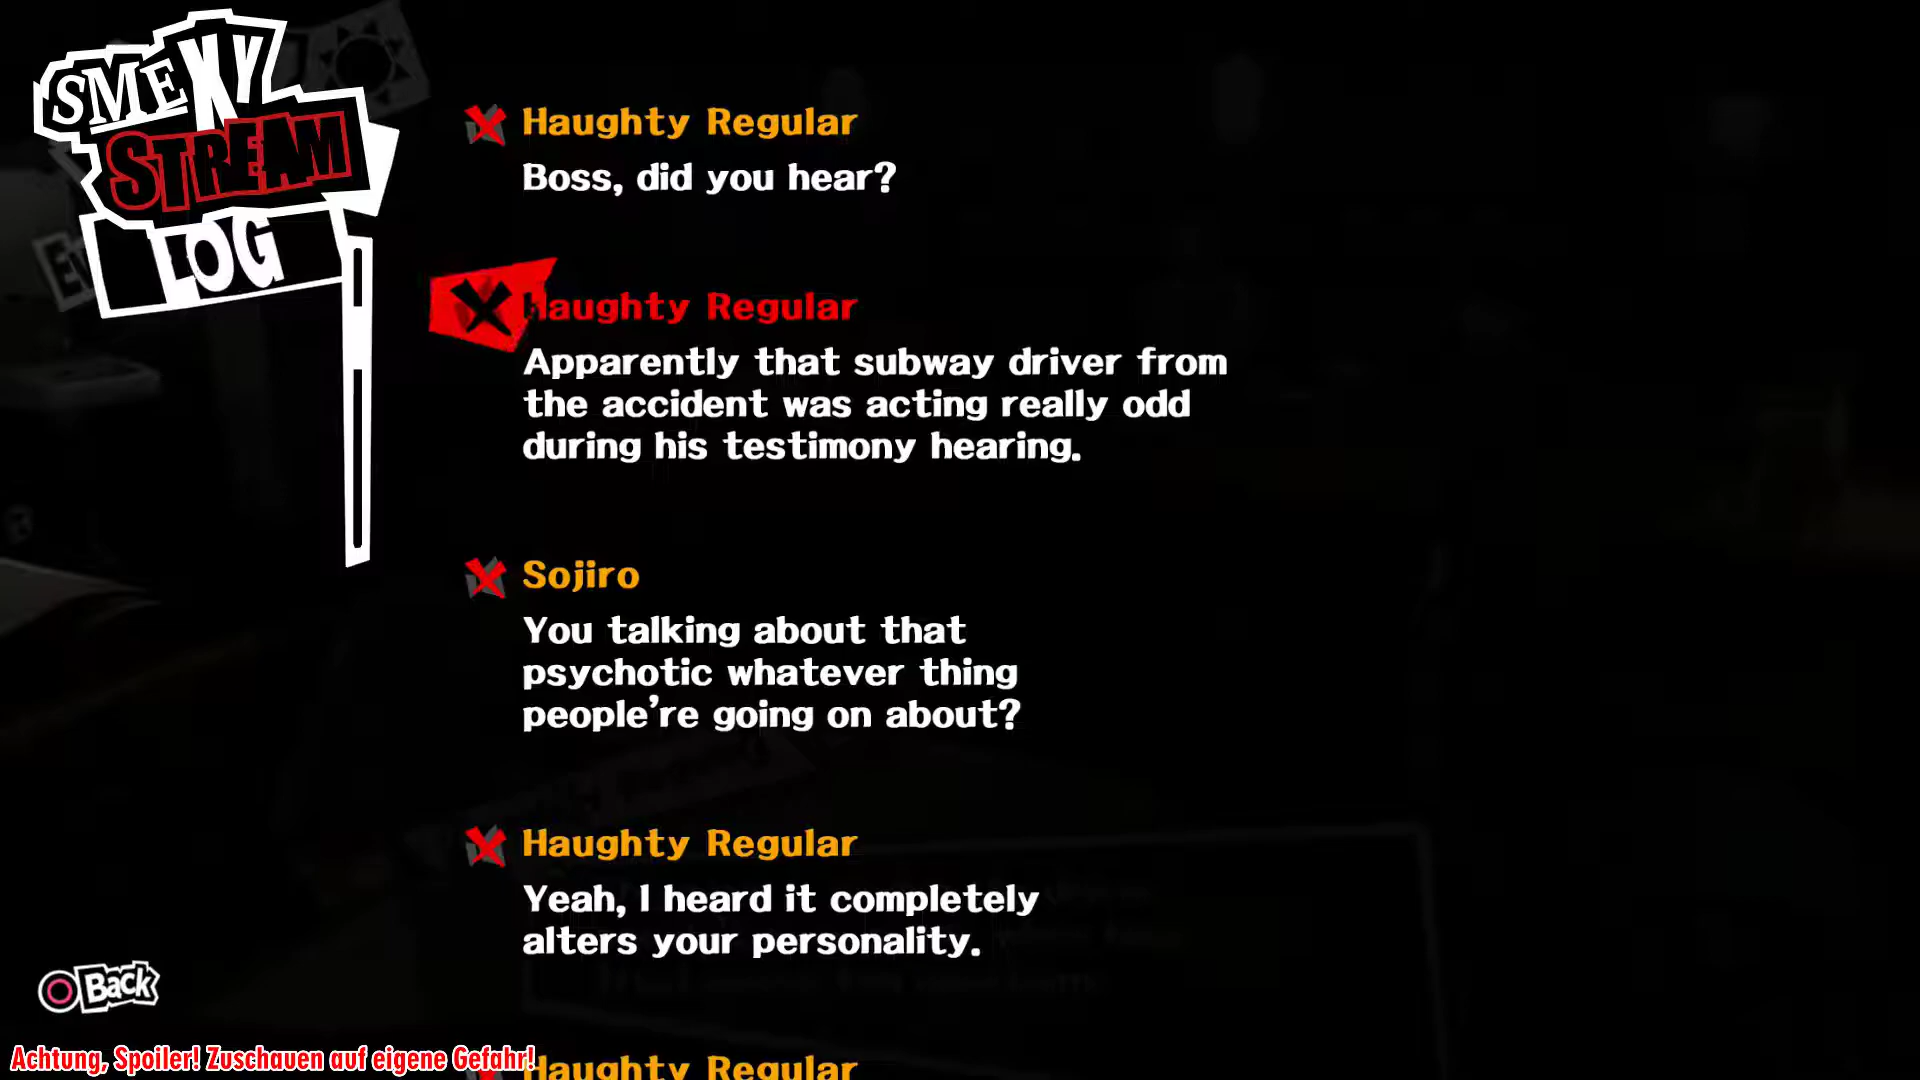 SMEXY
STREAM
LOG
Haughty Regular
Boss, did you hear?
Haughty Regular
Apparently that subway driver from
the accident was acting really odd
during his testimony hearing.
Sojiro
You talking about that
psychotic whatever thing
people're going on about?
Haughty Regular
Yeah, I heard it completely
alters your personality.
Back
Achtung, Spoiler! Zuschauen auf eigene Gefahr!
Haughty Regular